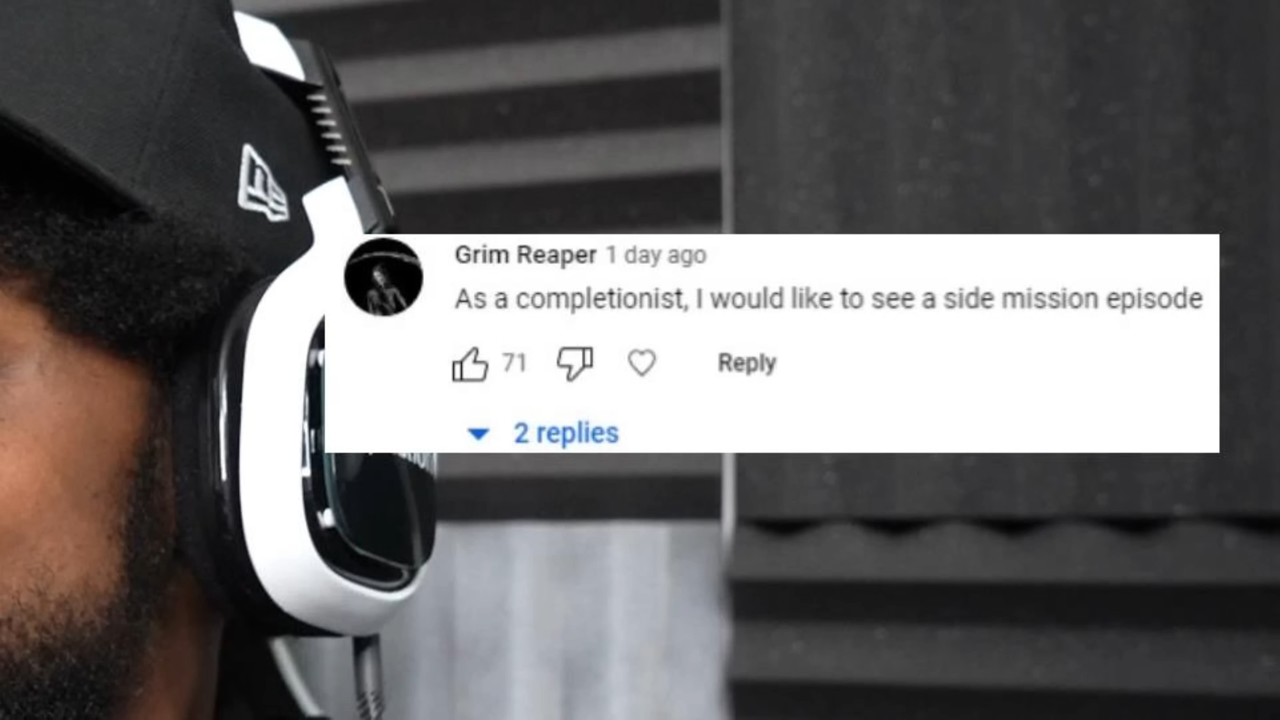 Grim Reaper 1 day ago
As a completionist, I would like to see a side mission episode
71
Reply
2 replies